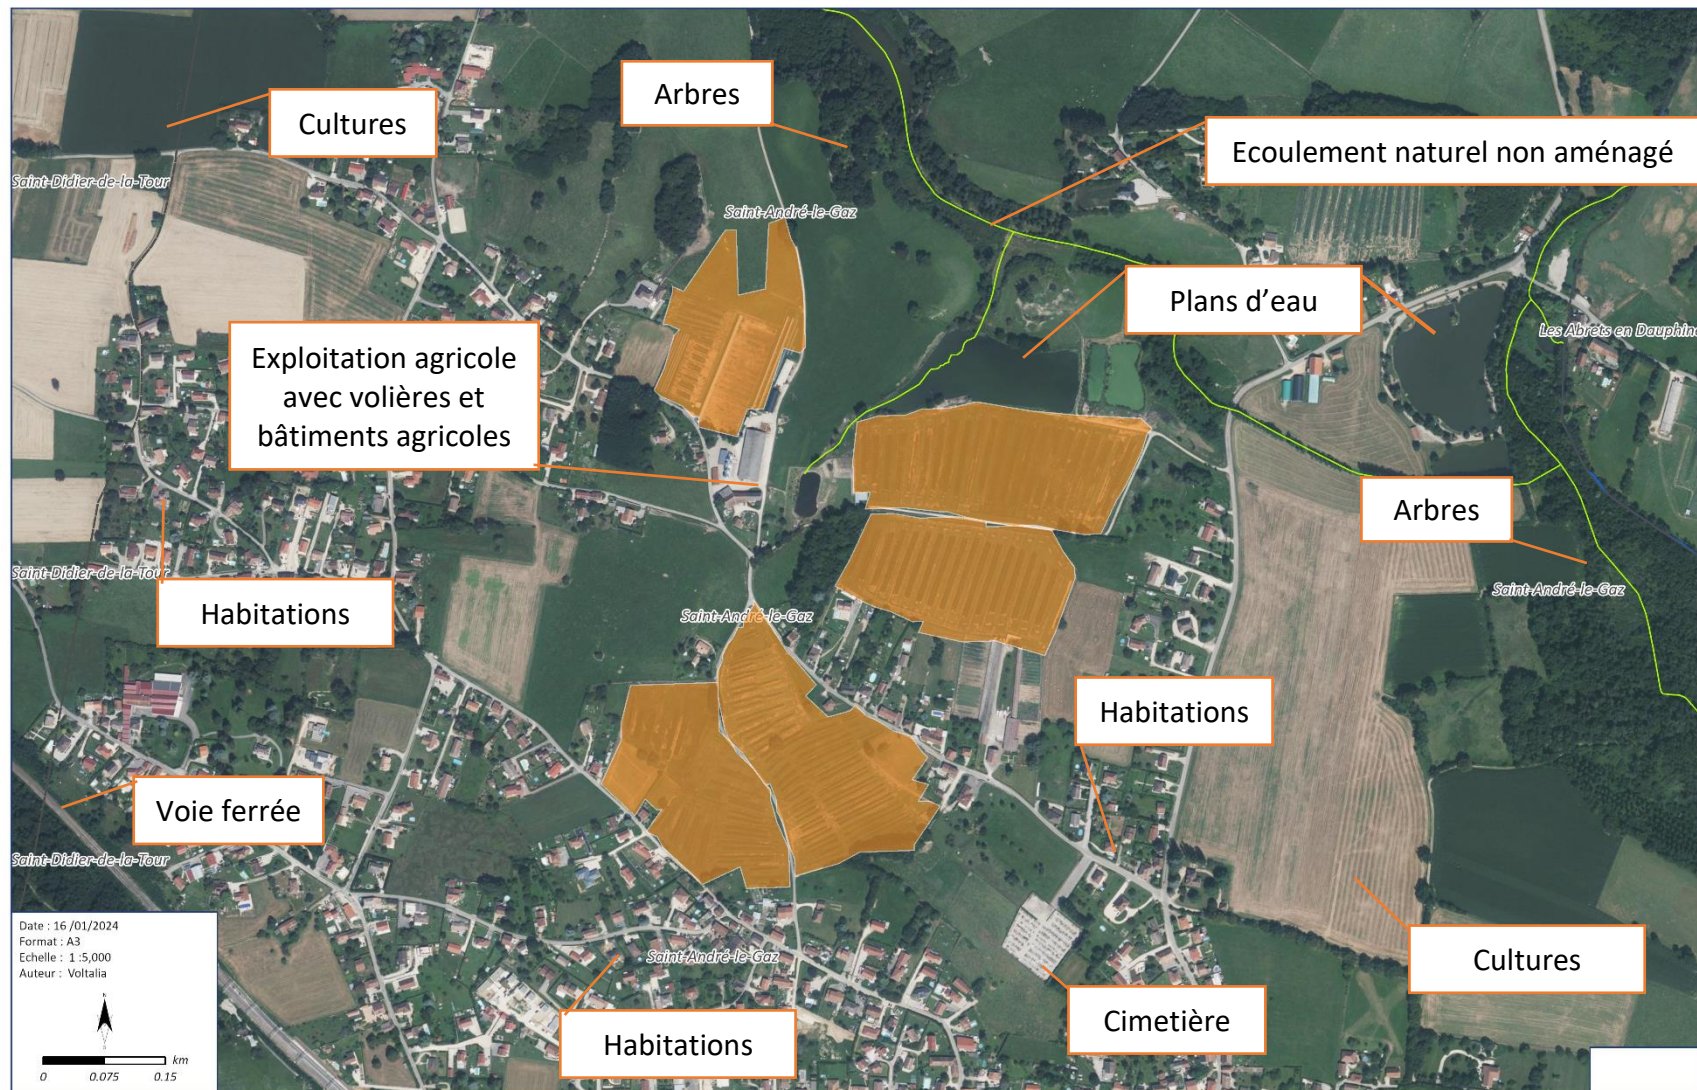 Arbres
Cultures
Ecoulement naturel non aménagé
Saint-Didier-de-la-Tour
Saint-André-le-Gaz
Plans d’eau
Les Abrets en Dauphiné
Exploitation agricole
avec volières et
bâtiments agricoles
Arbres
Saint-Didier-de-la-Tour
Saint-André-le-Gaz
Habitations
Saint-André-le-Gaz
Habitations
Voie ferrée
Saint-Didier-de-la-Tour
Date : 16 /01/2024
Format : A3
Echelle : 1 :5,000
Auteur : Voltalia
N
km
0 0.075 0.15
Saint-André-le-Gaz
Cultures
Cimetière
Habitations